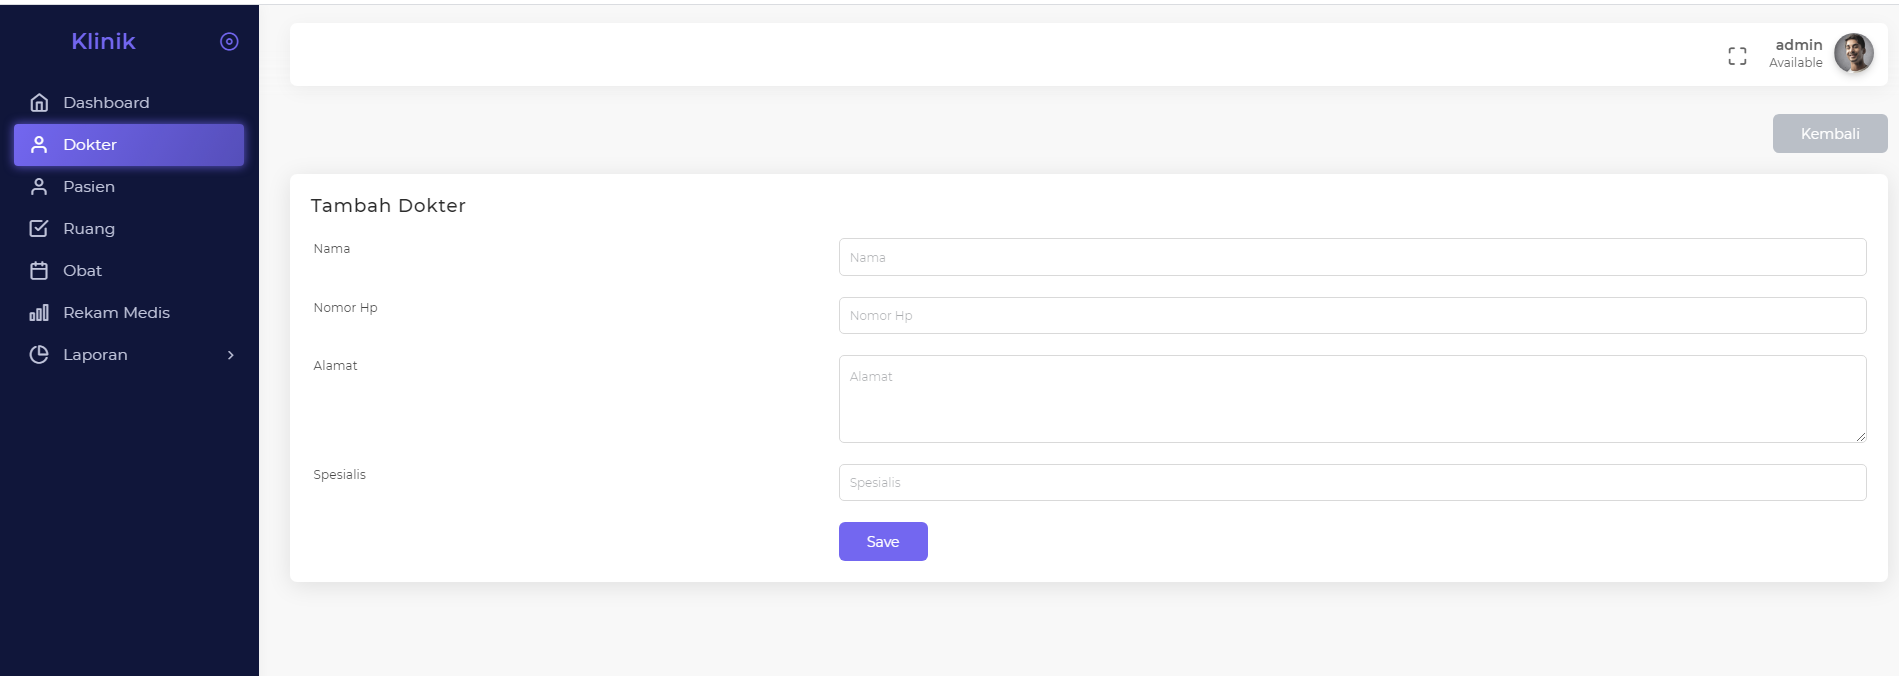 Klinik
Dashboard
Dokter
Pasien
Ruang
Obat
Rekam Medis
Laporan
admin
Available
Kembali
Tambah Dokter
Nama
Nama
Nomor Hp
Nomor Hp
Alamat
Alamat
Spesialis
Spesialis
Save